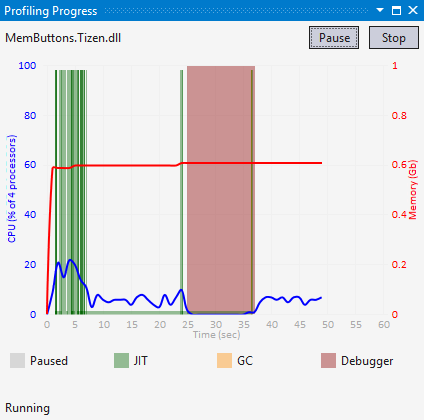 Profiling Progress
MemButtons.Tizen.dll
Pause
Stop
100
80
60
40
20
0
CPU (% of 4 processors)
1
0.8
0.6
0.4
0.2
0
Memory (Gb)
0 5 10 15 20 25 30 35 40 45 50 55 60
Time (sec)
Paused JIT GC Debugger
Running